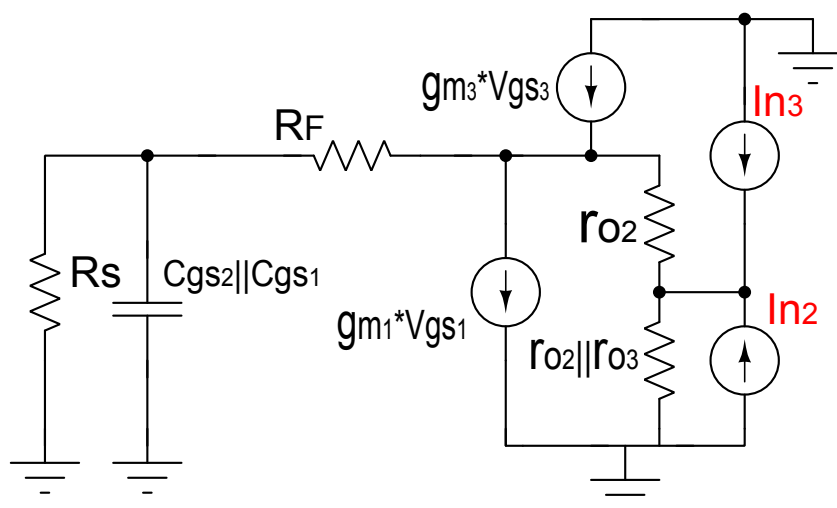 gm3*Vgs3
In3
RF
ro2
Rs
Cgs2||Cgs1
gm1*Vgs1
In2
ro2||ro3